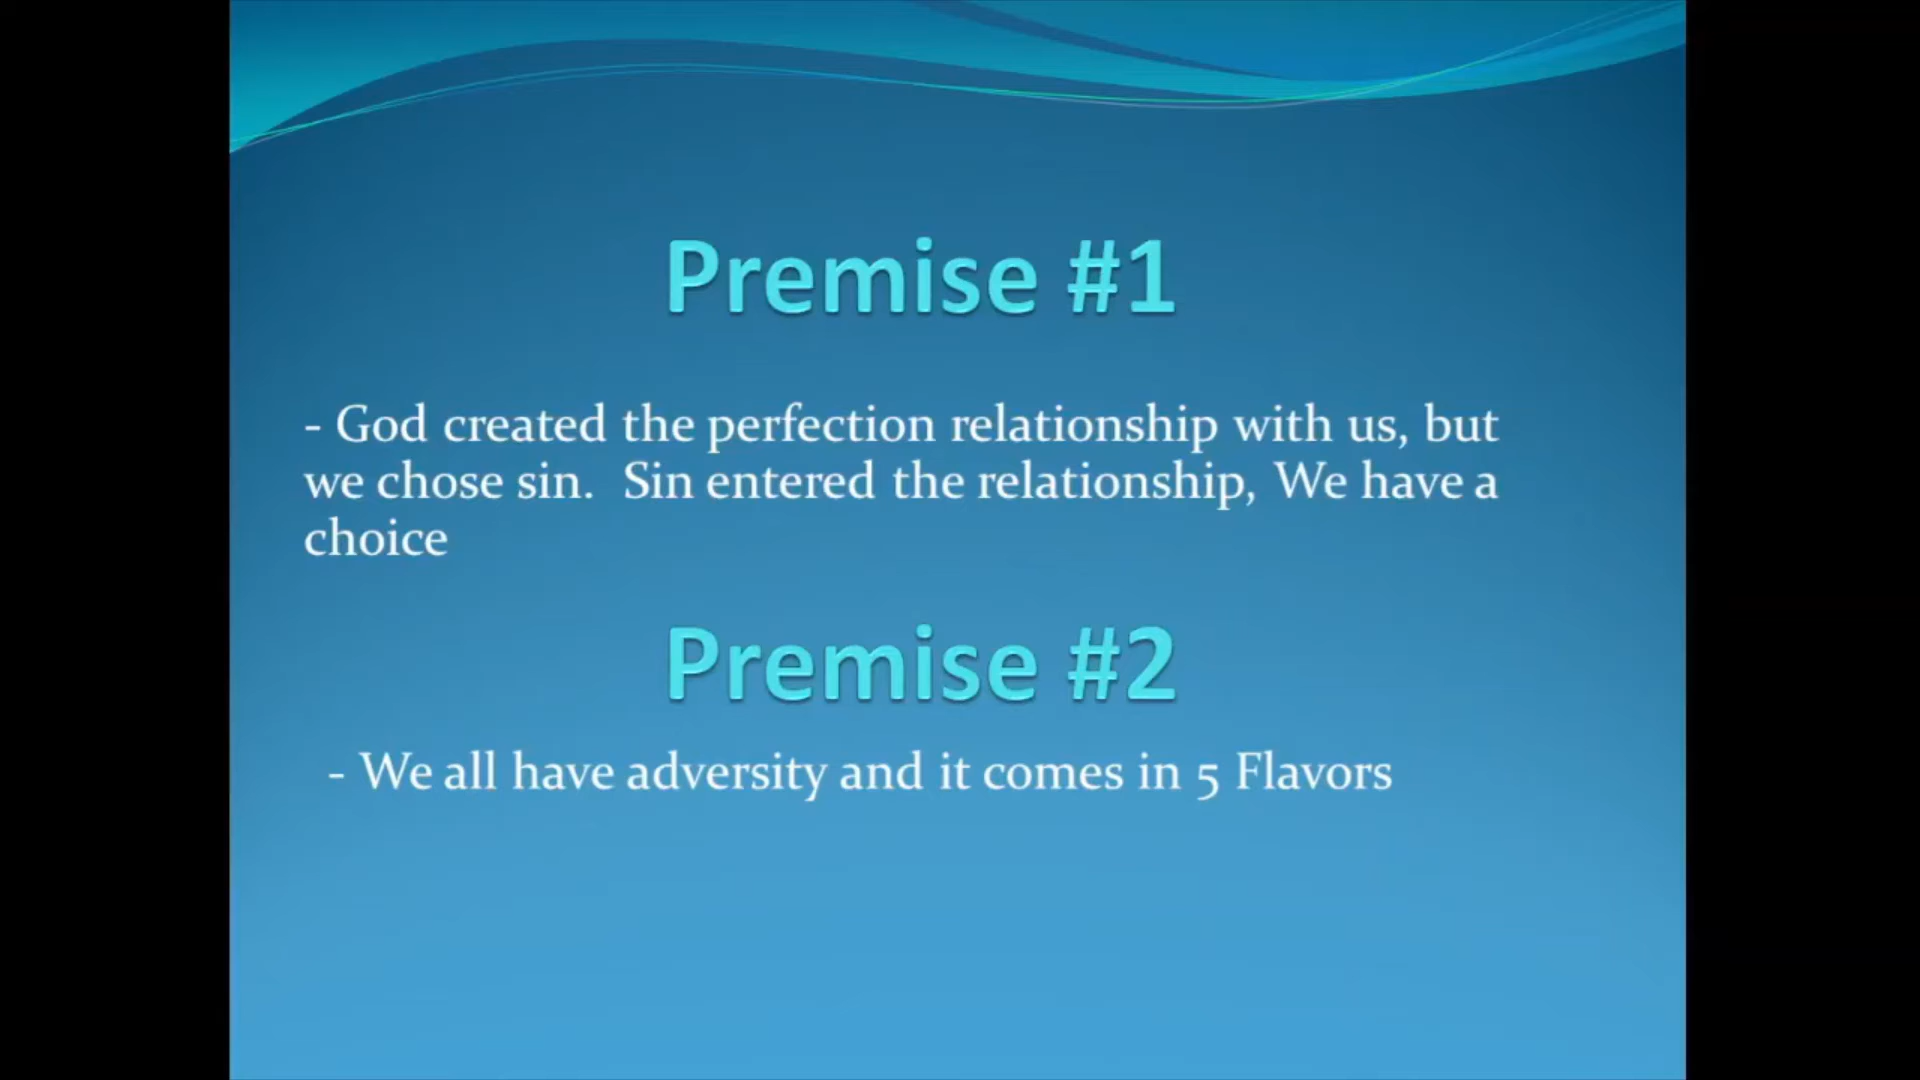 Premise #1
- God created the perfection relationship with us, but
we chose sin.  Sin entered the relationship, We have a
choice
Premise #2
- We all have adversity and it comes in 5 Flavors